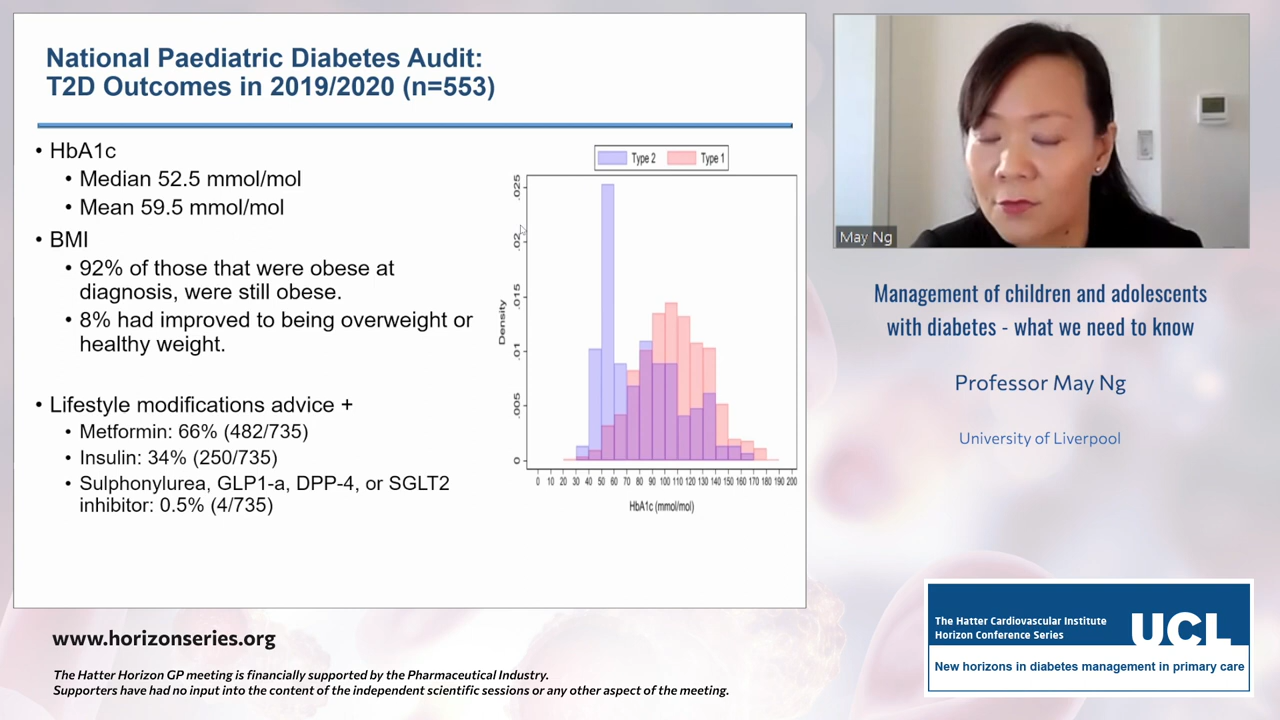 National Paediatric Diabetes Audit:
T2D Outcomes in 2019/2020 (n=553)
• HbA1c
• Median 52.5 mmol/mol
• Mean 59.5 mmol/mol
• BMI
• 92% of those that were obese at
diagnosis, were still obese.
• 8% had improved to being overweight or
healthy weight.
• Lifestyle modifications advice +
• Metformin: 66% (482/735)
• Insulin: 34% (250/735)
• Sulphonylurea, GLP1-a, DPP-4, or SGLT2
inhibitor: 0.5% (4/735)
Type 2 Type 1
.025
.02
.015
.01
.005
0
Density
0 10 20 30 40 50 60 70 80 90 100 110 120 130 140 150 160 170 180 190 200
HbA1c (mmol/mol)
May Ng
Management of children and adolescents
with diabetes - what we need to know
Professor May Ng
University of Liverpool
www.horizonseries.org
The Hatter Horizon GP meeting is financially supported by the Pharmaceutical Industry.
Supporters have had no input into the content of the independent scientific sessions or any other aspect of the meeting.
The Hatter Cardiovascular Institute
Horizon Conference Series
UCL
New horizons in diabetes management in primary care